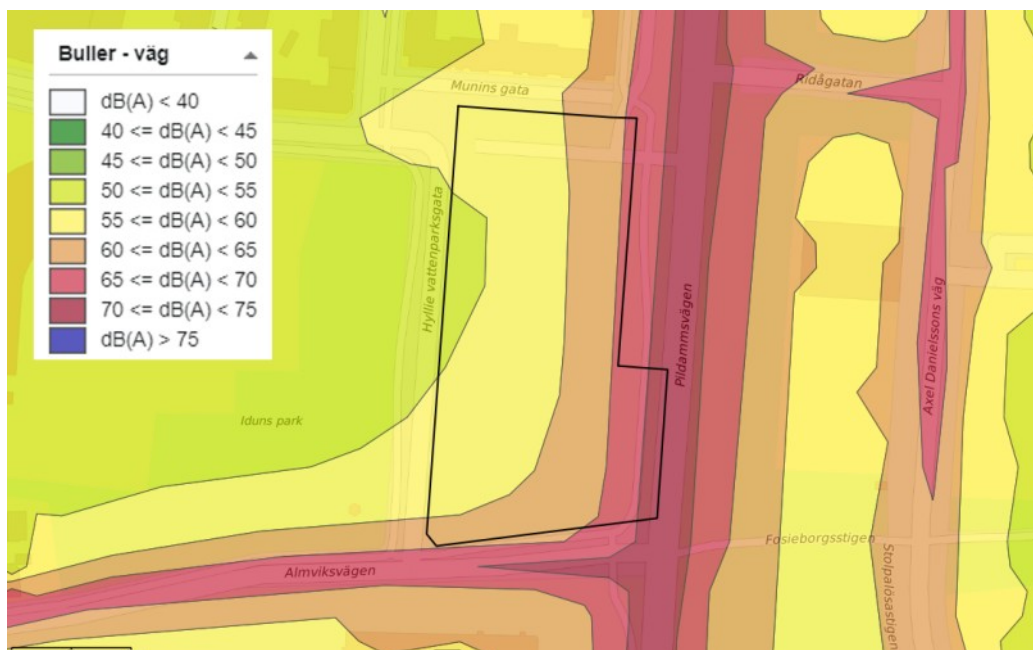 Buller - väg
dB(A) < 40
40 <= dB(A) < 45
45 <= dB(A) < 50
50 <= dB(A) < 55
55 <= dB(A) < 60
60 <= dB(A) < 65
65 <= dB(A) < 70
70 <= dB(A) < 75
dB(A) > 75
Munins gata
Ridågatan
Hyllie vattenparksgata
Pildammsvägen
Axel Danielssons väg
Iduns park
Almviksvägen
Fosieborgsstigen
Stolpalösastigen